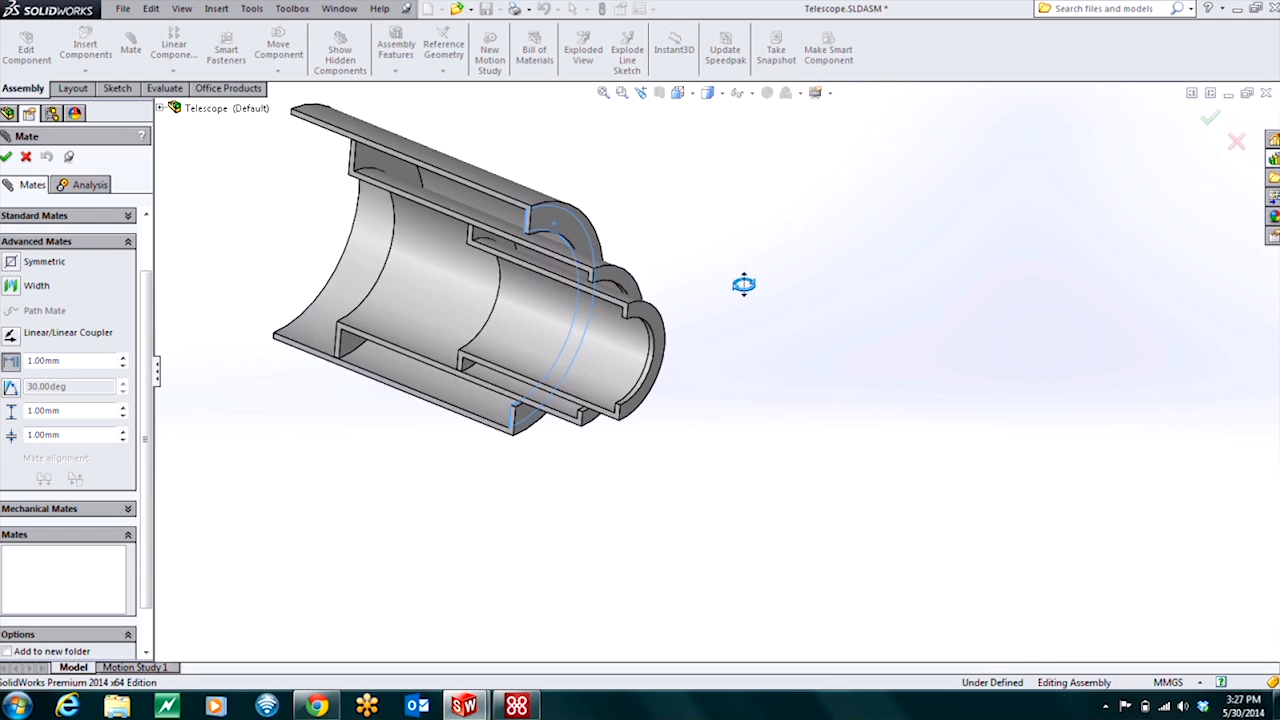 SOLIDWORKS File Edit View Insert Tools Toolbox Window Help Telescope.SLDASM * Search files and models
Edit Component
Insert Components
Mate
Linear Compone...
Smart Fasteners
Move Component
Show Hidden Components
Assembly Features
Reference Geometry
New Motion Study
Bill of Materials
Exploded View
Explode Line Sketch
Instant3D
Update Speedpak
Take Snapshot
Make Smart Component
Assembly Layout Sketch Evaluate Office Products
Telescope (Default)
Mate ?
Mates Analysis
Standard Mates
Advanced Mates
Symmetric
Width
Path Mate
Linear/Linear Coupler
1.00mm
30.00deg
1.00mm
1.00mm
Mate alignment:
Mechanical Mates
Mates
Options
Add to new folder
Model Motion Study 1
SolidWorks Premium 2014 x64 Edition Under Defined Editing Assembly MMGS
3:27 PM
5/30/2014